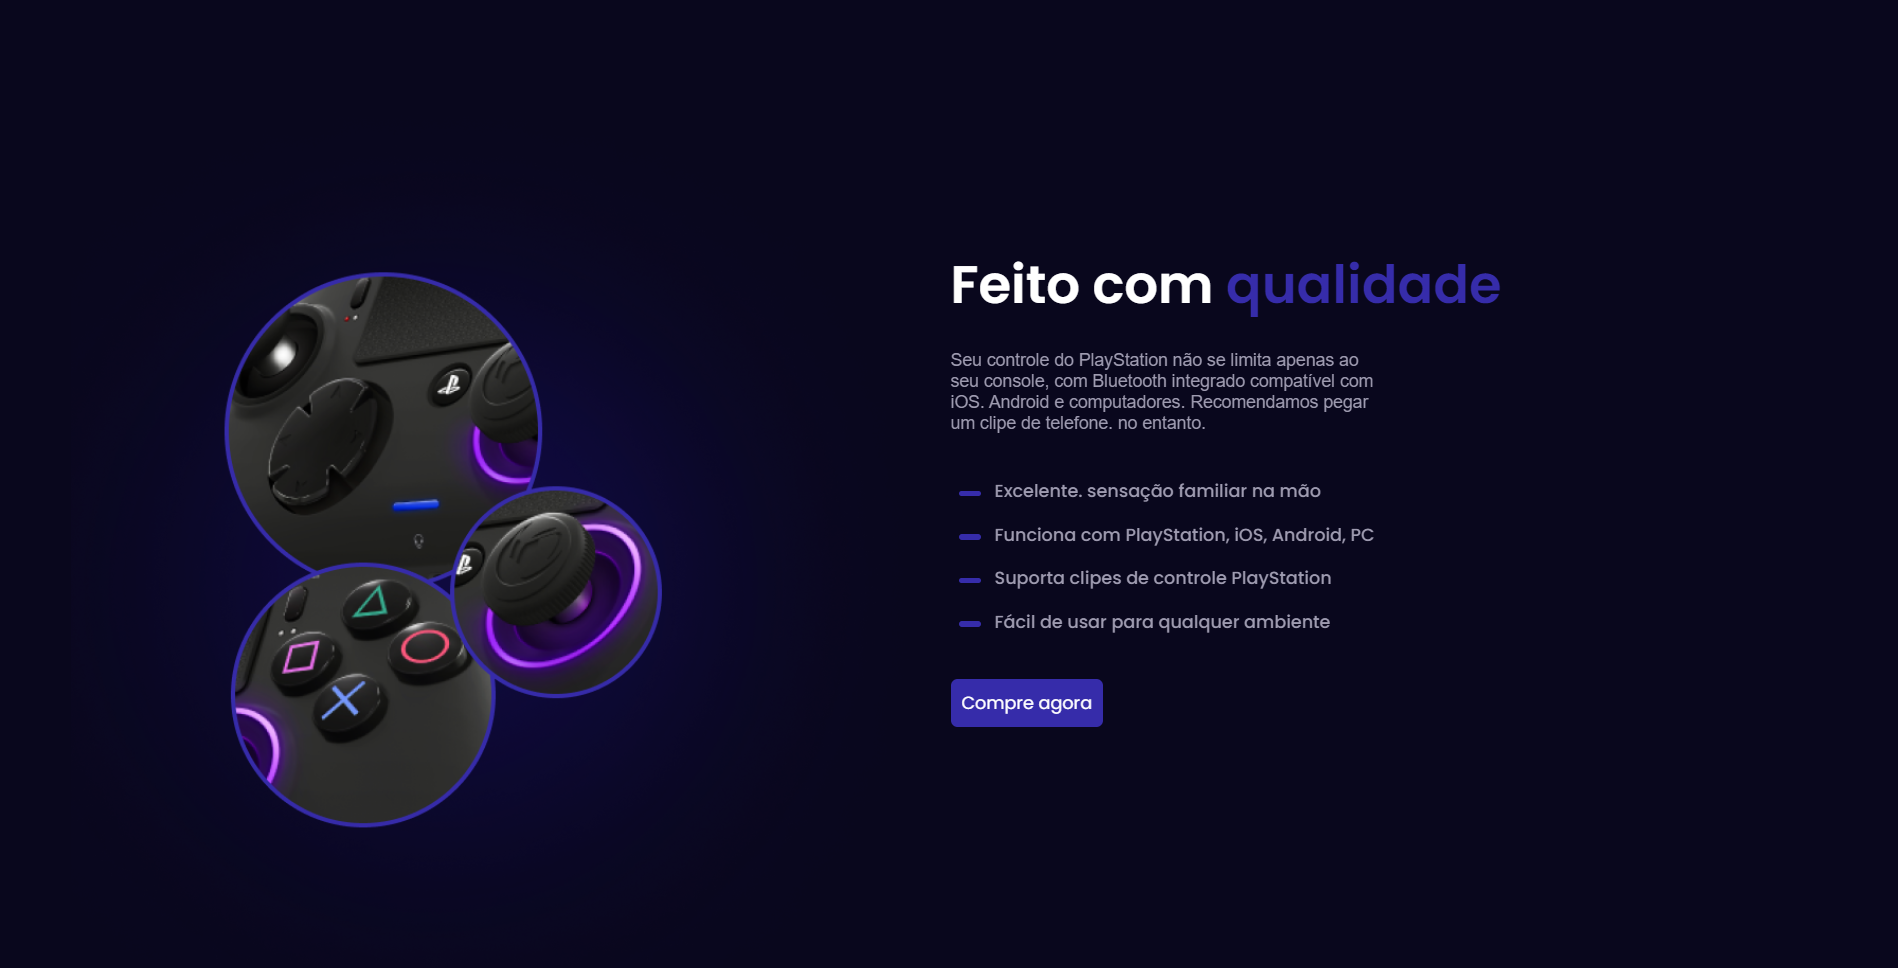 Feito com qualidade
Seu controle do PlayStation não se limita apenas ao
seu console, com Bluetooth integrado compatível com
iOS. Android e computadores. Recomendamos pegar
um clipe de telefone. no entanto.
Excelente. sensação familiar na mão
Funciona com PlayStation, iOS, Android, PC
Suporta clipes de controle PlayStation
Fácil de usar para qualquer ambiente
Compre agora